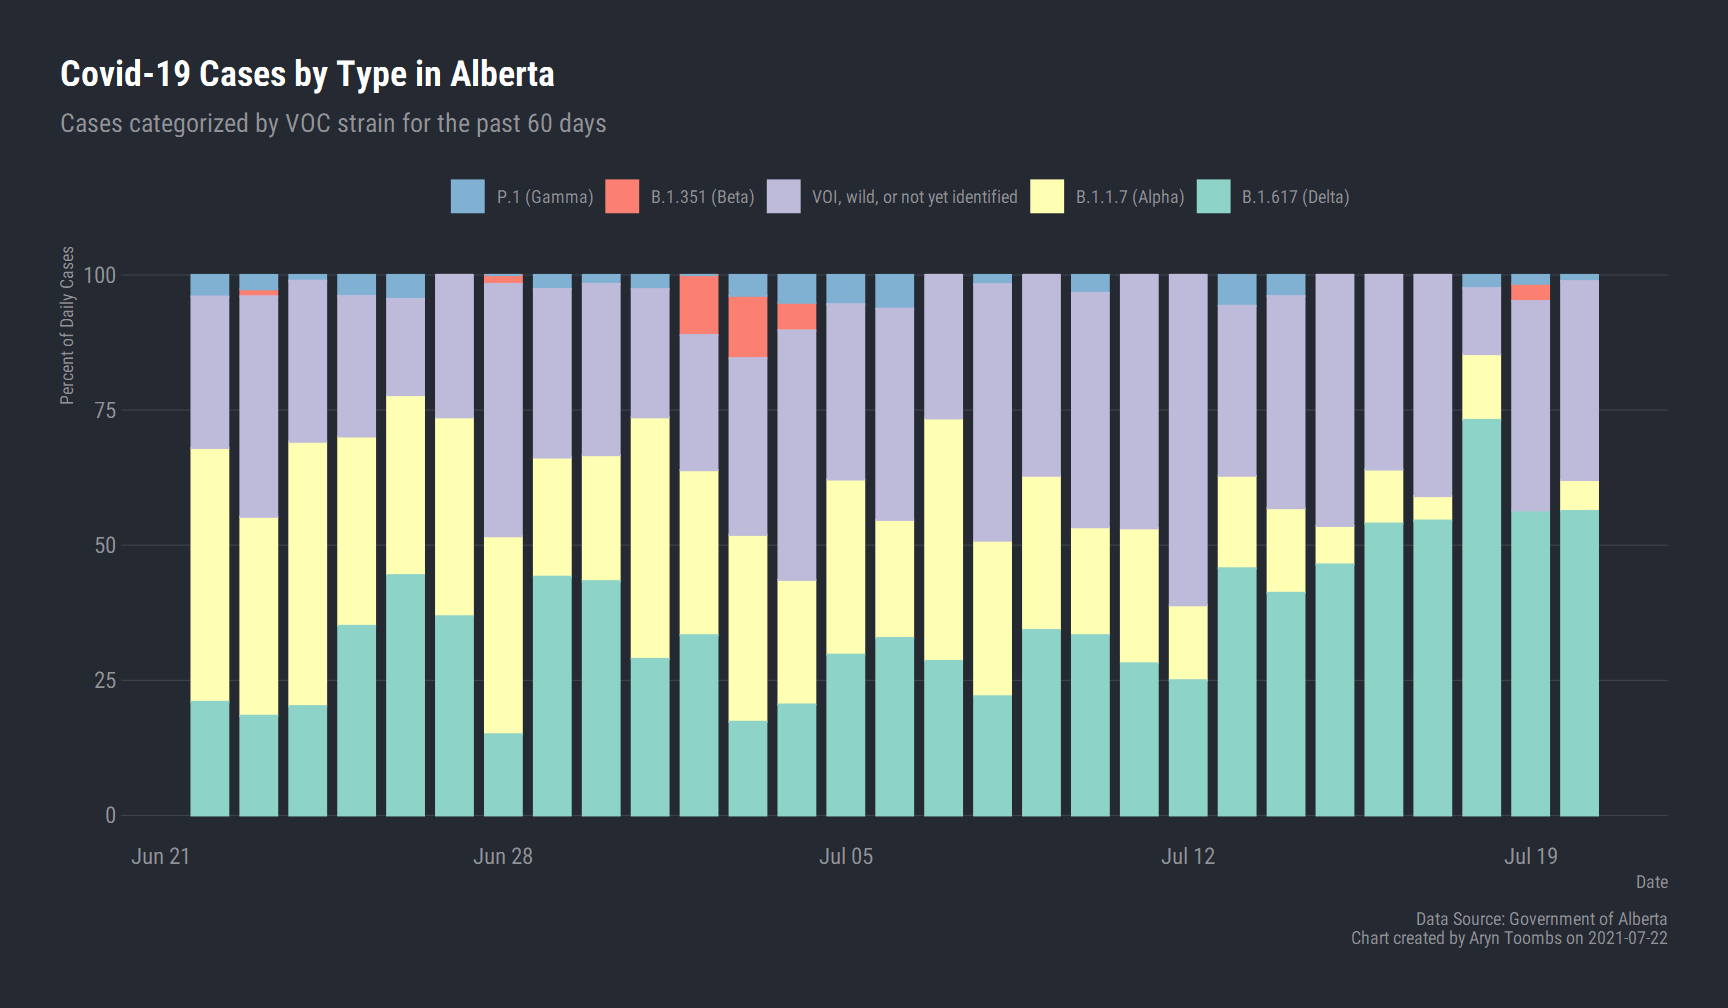 Covid-19 Cases by Type in Alberta
Cases categorized by VOC strain for the past 60 days
P.1 (Gamma)
B.1.351 (Beta)
VOI, wild, or not yet identified
B.1.1.7 (Alpha)
B.1.617 (Delta)
Percent of Daily Cases
100
75
50
25
0
Jun 21
Jun 28
Jul 05
Jul 12
Jul 19
Date
Data Source: Government of Alberta
Chart created by Aryn Toombs on 2021-07-22